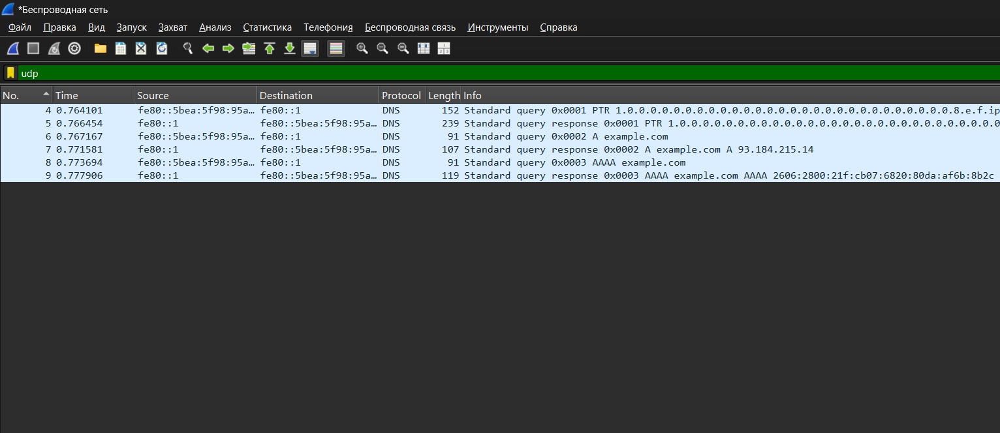 *Беспроводная сеть
Файл Правка Вид Запуск Захват Анализ Статистика Телефония Беспроводная связь Инструменты Справка
udp
No. Time Source Destination Protocol Length Info
4 0.764101 fe80::5bea:5f98:95a… fe80::1 DNS 152 Standard query 0x0001 PTR 1.0.0.0.0.0.0.0.0.0.0.0.0.0.0.0.0.0.0.0.0.0.0.0.0.0.0.0.0.8.e.f.ip
5 0.766454 fe80::1 fe80::5bea:5f98:95a… DNS 239 Standard query response 0x0001 PTR 1.0.0.0.0.0.0.0.0.0.0.0.0.0.0.0.0.0.0.0.0.0.0.0.0.0.0.0.0
6 0.767167 fe80::5bea:5f98:95a… fe80::1 DNS 91 Standard query 0x0002 A example.com
7 0.771581 fe80::1 fe80::5bea:5f98:95a… DNS 107 Standard query response 0x0002 A example.com A 93.184.215.14
8 0.773694 fe80::5bea:5f98:95a… fe80::1 DNS 91 Standard query 0x0003 AAAA example.com
9 0.777906 fe80::1 fe80::5bea:5f98:95a… DNS 119 Standard query response 0x0003 AAAA example.com AAAA 2606:2800:21f:cb07:6820:80da:af6b:8b2c